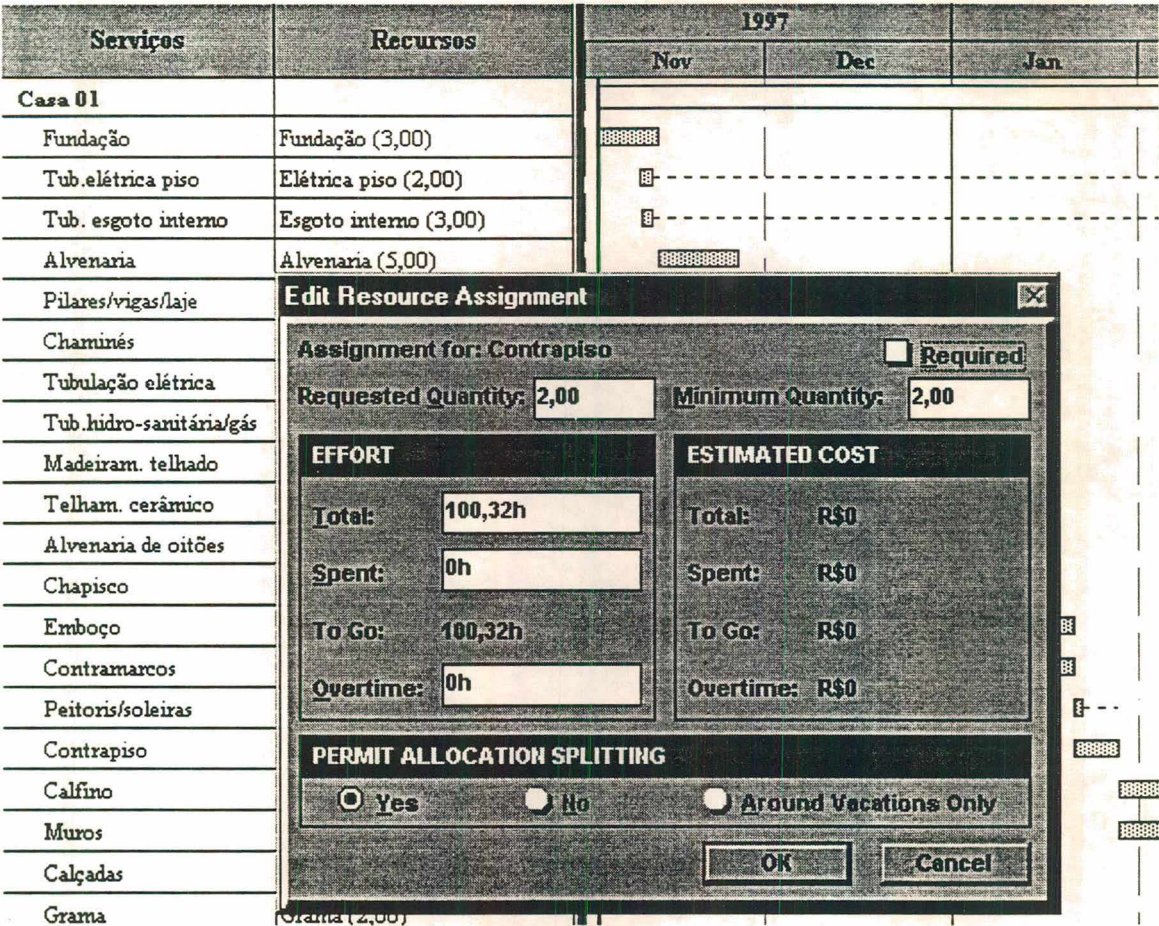 Serviços Recursos 1997
Nov Dec Jan
Casa 01
Fundação Fundação (3,00)
Tub.elétrica piso Elétrica piso (2,00)
Tub. esgoto interno Esgoto interno (3,00)
Alvenaria Alvenaria (5,00)
Pilares/vigas/laje
Chaminés
Tubulação elétrica
Tub.hidro-sanitária/gás
Madeiram. telhado
Telham. cerâmico
Alvenaria de oitões
Chapisco
Emboço
Contramarcos
Peitoris/soleiras
Contrapiso
Calfino
Muros
Calçadas
Grama Grama (2,00)
Edit Resource Assignment
Assignment for: Contrapiso Required
Requested Quantity: 2,00 Minimum Quantity: 2,00
EFFORT ESTIMATED COST
Total: 100,32h Total: R$0
Spent: 0h Spent: R$0
To Go: 100,32h To Go: R$0
Overtime: 0h Overtime: R$0
PERMIT ALLOCATION SPLITTING
Yes No Around Vacations Only
OK Cancel